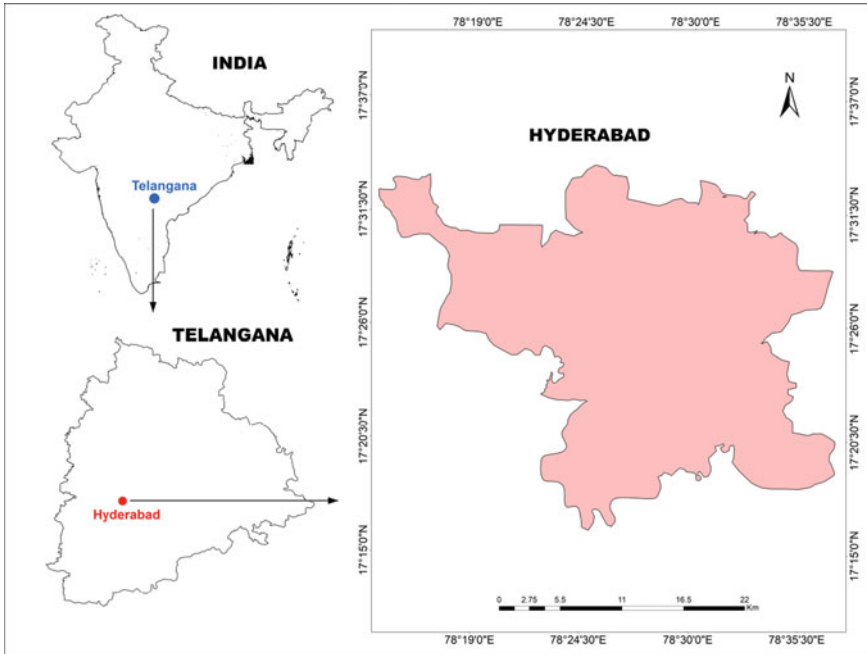 INDIA
Telangana
TELANGANA
Hyderabad
78°19'0"E 78°24'30"E 78°30'0"E 78°35'30"E
17°37'0"N
17°31'30"N
17°26'0"N
17°20'30"N
17°15'0"N
N
HYDERABAD
17°37'0"N
17°31'30"N
17°26'0"N
17°20'30"N
17°15'0"N
0 2.75 5.5 11 16.5 22
Km
78°19'0"E 78°24'30"E 78°30'0"E 78°35'30"E